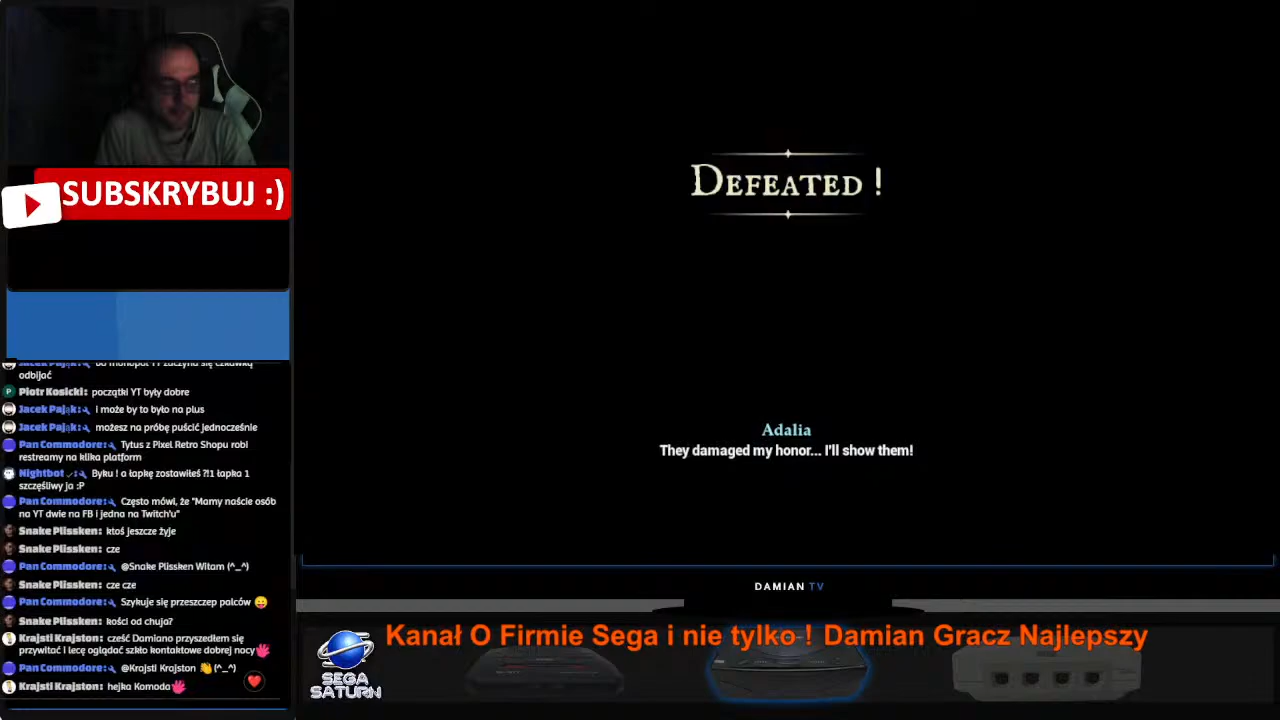 SUBSKRYBUJ :)
DEFEATED !
Adalia
They damaged my honor... I'll show them!
odbijać
Piotr Kosicki: początki YT były dobre
Jacek Pająk: i może by to było na plus
Jacek Pająk: możesz na próbę puścić jednocześnie
Pan Commodore: Tytus z Pixel Retro Shopu robi
restreamy na klika platform
Nightbot: Byku ! a łapkę zostawiłeś ?!1 łapka 1
szczęśliwy ja :P
Pan Commodore: Często mówi, że "Mamy naście osób
na YT dwie na FB i jedna na Twitch'u"
Snake Plissken: ktoś jeszcze żyje
Snake Plissken: cze
Pan Commodore: @Snake Plissken Witam (^_^)
Snake Plissken: cze cze
Pan Commodore: Szykuje się przeszczep palców 😛
Snake Plissken: kości od chuja?
Krajsti Krajston: cześć Damiano przyszedłem się
przywitać i lecę oglądać szkło kontaktowe dobrej nocy
Pan Commodore: @Krajsti Krajston 👋(^_^)
Krajsti Krajston: hejka Komoda
DAMIAN TV
Kanał O Firmie Sega i nie tylko ! Damian Gracz Najlepszy
SEGA
SATURN